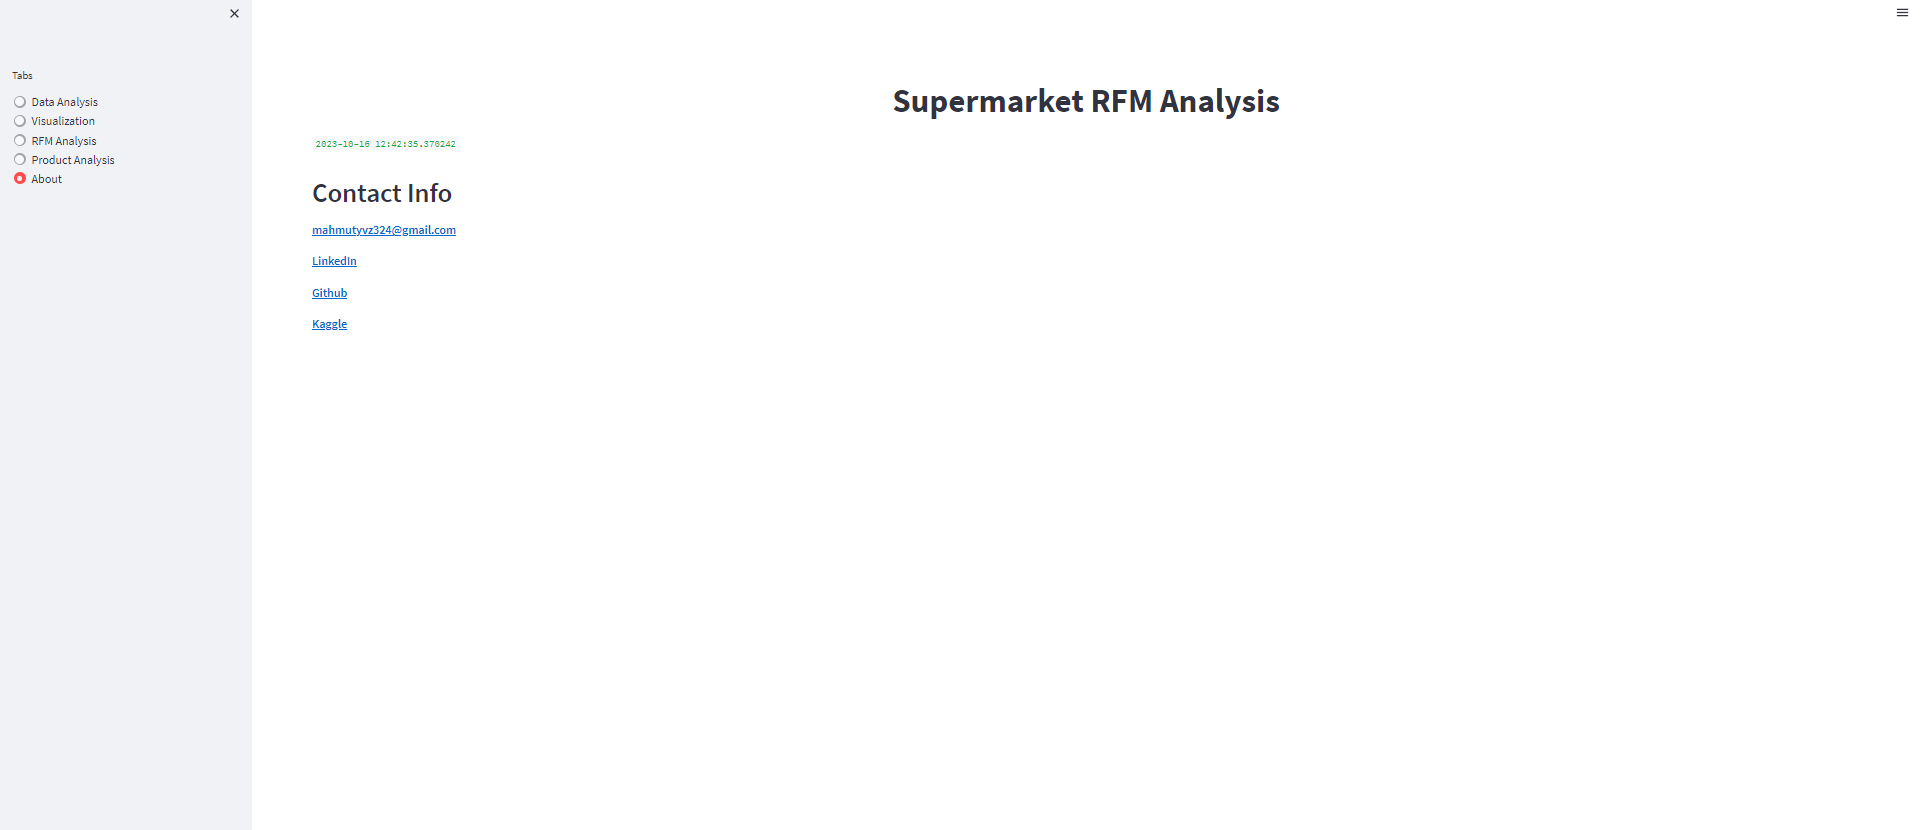 Tabs
Data Analysis
Visualization
RFM Analysis
Product Analysis
About
Supermarket RFM Analysis
2023-10-16 12:42:35.370242
Contact Info
mahmutyvz324@gmail.com
LinkedIn
Github
Kaggle